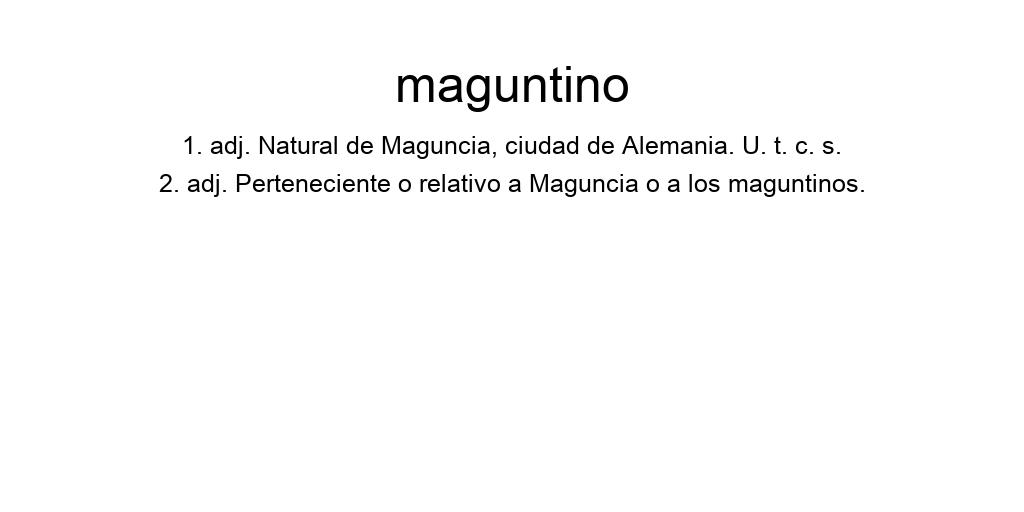 maguntino
1. adj. Natural de Maguncia, ciudad de Alemania. U. t. c. s.
2. adj. Perteneciente o relativo a Maguncia o a los maguntinos.